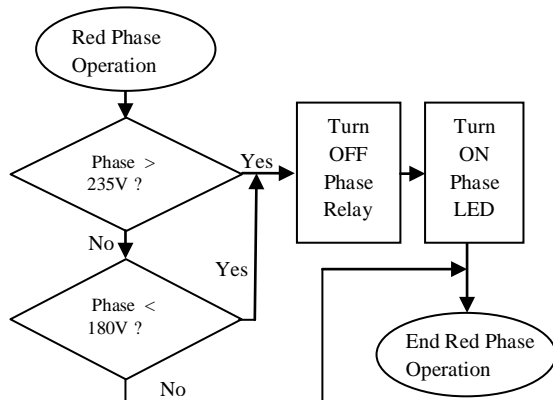 Red Phase
Operation
Phase >
235V ?
Yes
Turn
OFF
Phase
Relay
Turn
ON
Phase
LED
No
Yes
Phase <
180V ?
No
End Red Phase
Operation